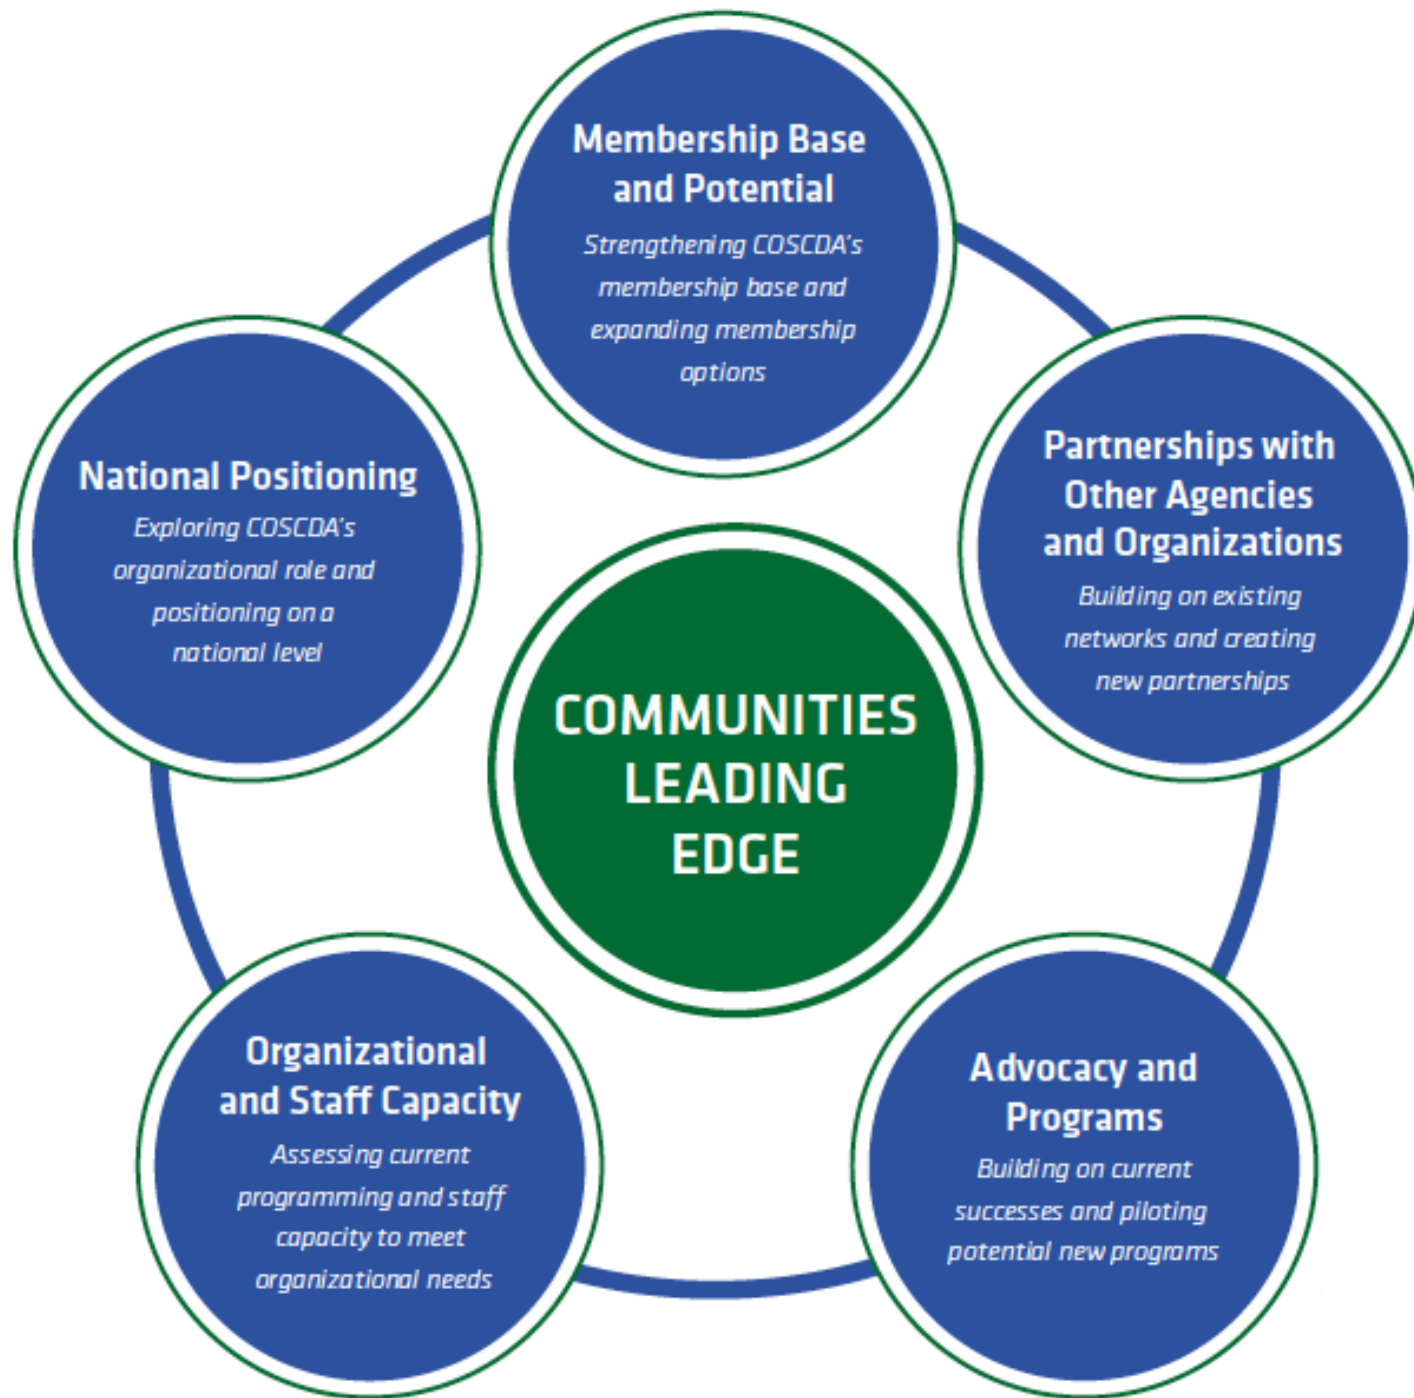 Membership Base
and Potential
Strengthening COSCDA's
membership base and
expanding membership
options
Partnerships with
Other Agencies
and Organizations
Building on existing
networks and creating
new partnerships
National Positioning
Exploring COSCDA's
organizational role and
positioning on a
national level
COMMUNITIES
LEADING
EDGE
Organizational
and Staff Capacity
Assessing current
programming and staff
capacity to meet
organizational needs
Advocacy and
Programs
Building on current
successes and piloting
potential new programs